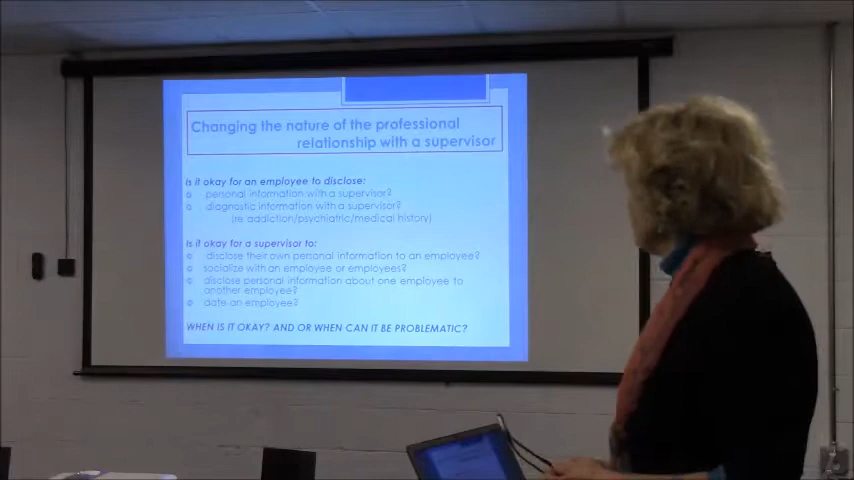 Changing the nature of the professional
relationship with a supervisor
Is it okay for an employee to disclose:
personal information with a supervisor?
diagnostic information with a supervisor?
(re addiction/psychiatric/medical history)
Is it okay for a supervisor to:
disclose their own personal information to an employee?
socialize with an employee or employees?
disclose personal information about one employee to
another employee?
date an employee?
WHEN IS IT OKAY? AND OR WHEN CAN IT BE PROBLEMATIC?